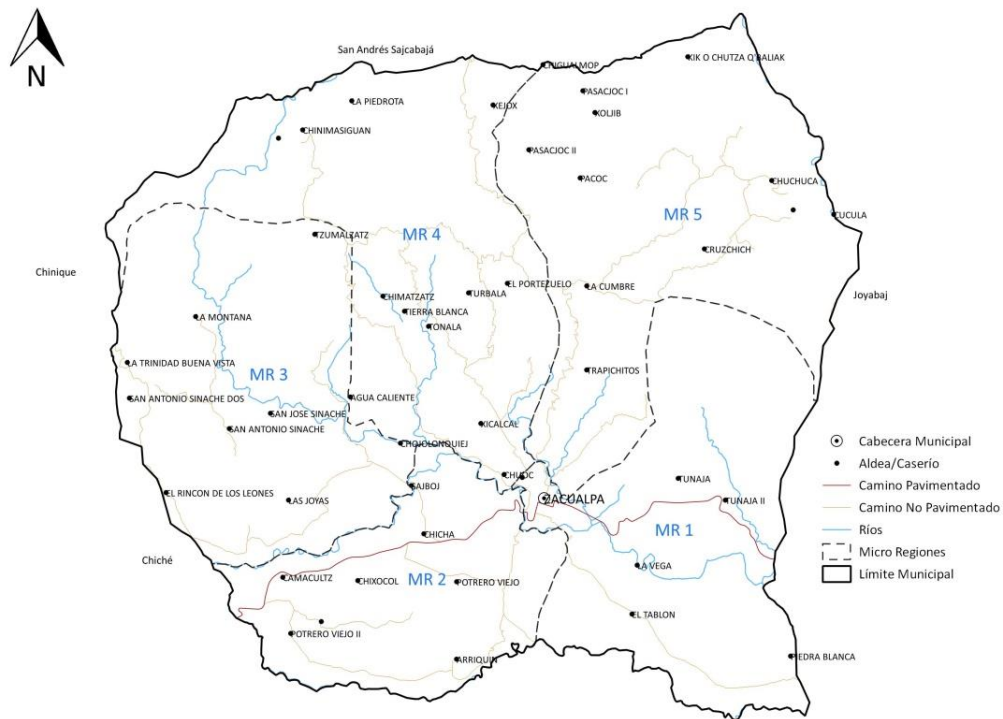 N
San Andrés Sajcabajá
CHIGUALMOP
KIK O CHUTZA Q'BALIAK
LA PIEDROTA
XEJOX
PASACJOC I
KOLJIB
CHINIMASIGUAN
PASACJOC II
PACOC
CHUCHUCA
CUCULA
MR 5
TZUMALZATZ
MR 4
CRUZCHICH
Chinique
EL PORTEZUELO
LA CUMBRE
Joyabaj
CHIMATZATZ
TURBALA
TIERRA BLANCA
LA MONTANA
TONALA
LA TRINIDAD BUENA VISTA
MR 3
TRAPICHITOS
SAN ANTONIO SINACHE DOS
AGUA CALIENTE
SAN JOSE SINACHE
SAN ANTONIO SINACHE
XICALCAL
CHOJOLONQUIEJ
Cabecera Municipal
Aldea/Caserío
Camino Pavimentado
Camino No Pavimentado
Ríos
Micro Regiones
Límite Municipal
SAJBOJ
TUNAJA
EL RINCON DE LOS LEONES
LAS JOYAS
ZACUALPA
TUNAJA II
CHICHA
MR 1
Chiché
LA VEGA
CAMACULTZ
CHIXOCOL
MR 2
POTRERO VIEJO
EL TABLON
POTRERO VIEJO II
ARRIQUIN
PIEDRA BLANCA